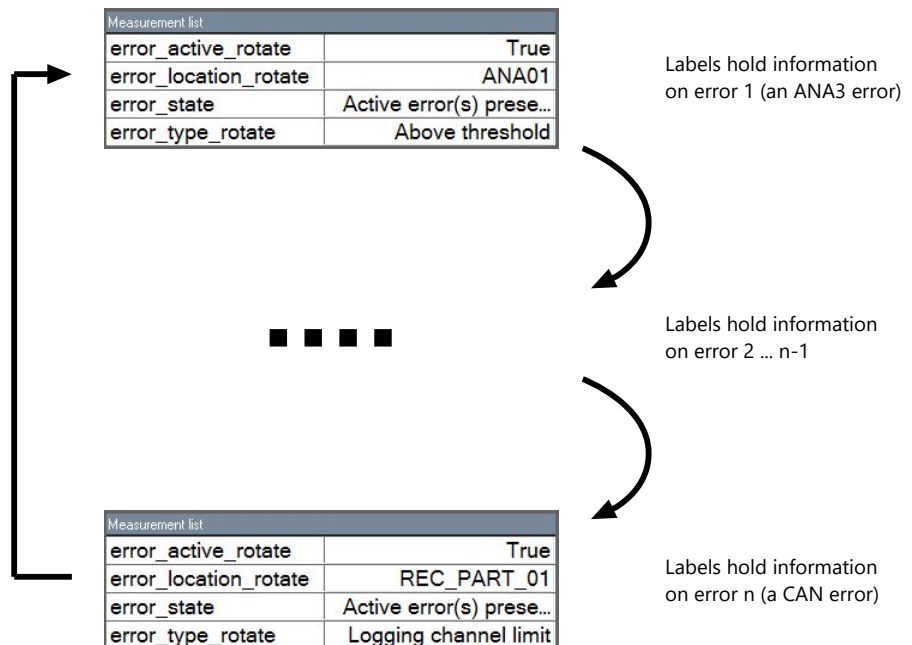 Measurement list
error_active_rotate True
error_location_rotate ANA01
error_state Active error(s) prese...
error_type_rotate Above threshold
Labels hold information
on error 1 (an ANA3 error)
Labels hold information
on error 2 ... n-1
Measurement list
error_active_rotate True
error_location_rotate REC_PART_01
error_state Active error(s) prese...
error_type_rotate Logging channel limit
Labels hold information
on error n (a CAN error)